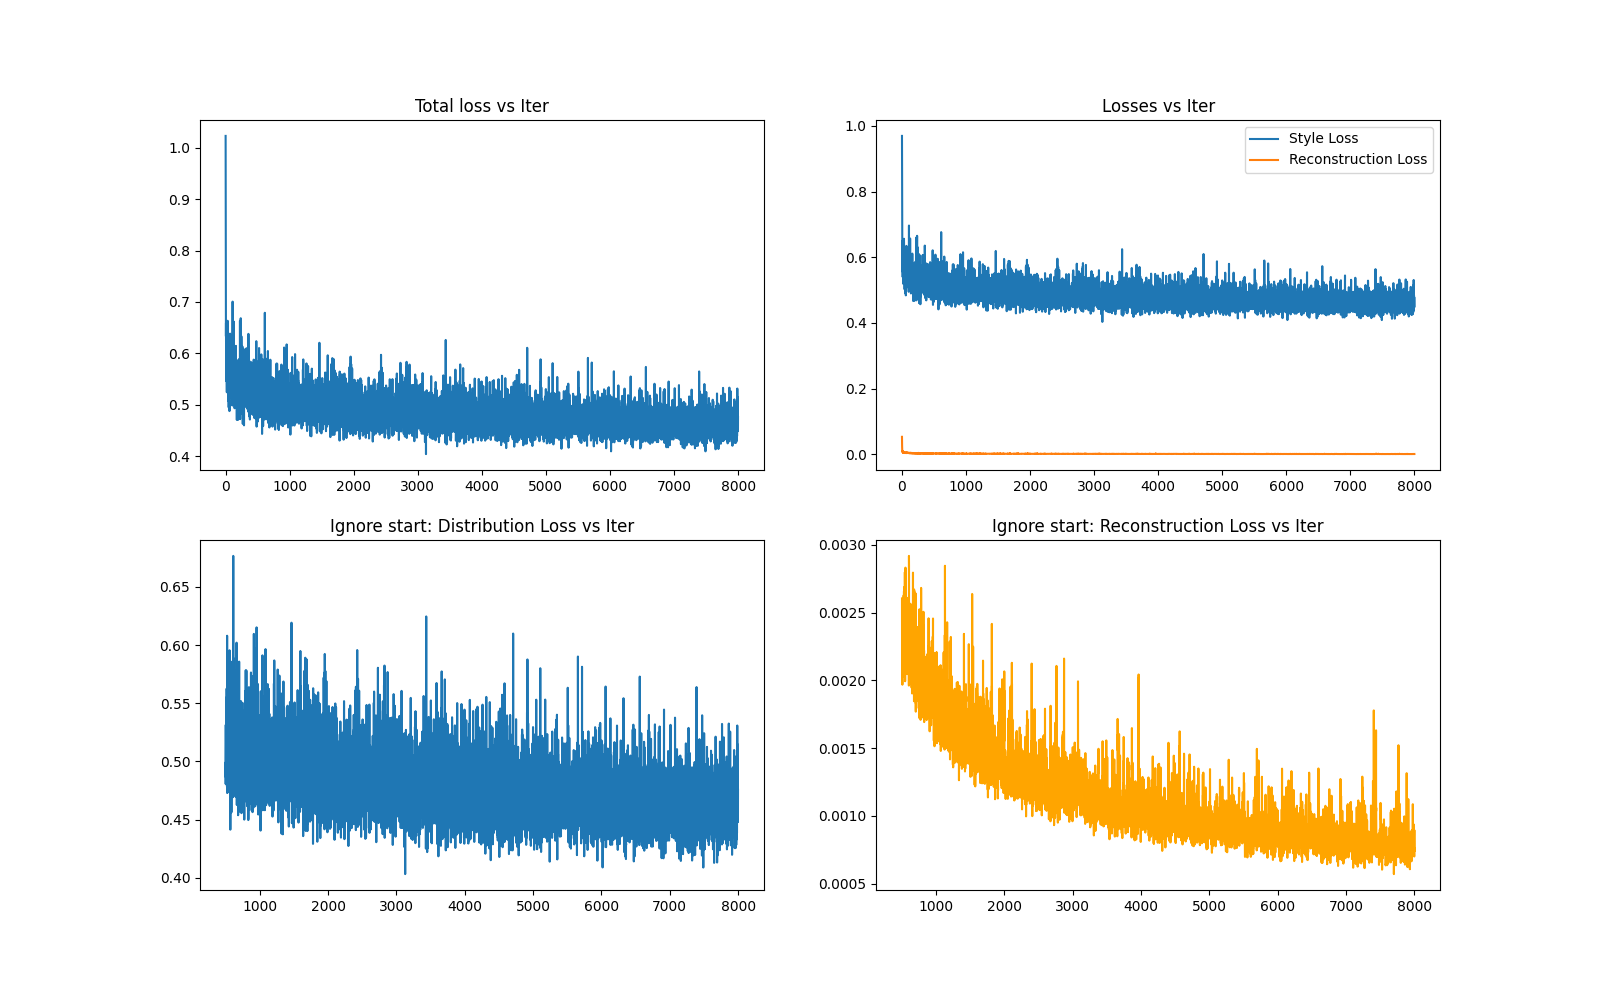 Total loss vs Iter
1.0
0.9
0.8
0.7
0.6
0.5
0.4
0 1000 2000 3000 4000 5000 6000 7000 8000
Losses vs Iter
Style Loss
Reconstruction Loss
1.0
0.8
0.6
0.4
0.2
0.0
0 1000 2000 3000 4000 5000 6000 7000 8000
Ignore start: Distribution Loss vs Iter
0.65
0.60
0.55
0.50
0.45
0.40
1000 2000 3000 4000 5000 6000 7000 8000
Ignore start: Reconstruction Loss vs Iter
0.0030
0.0025
0.0020
0.0015
0.0010
0.0005
1000 2000 3000 4000 5000 6000 7000 8000